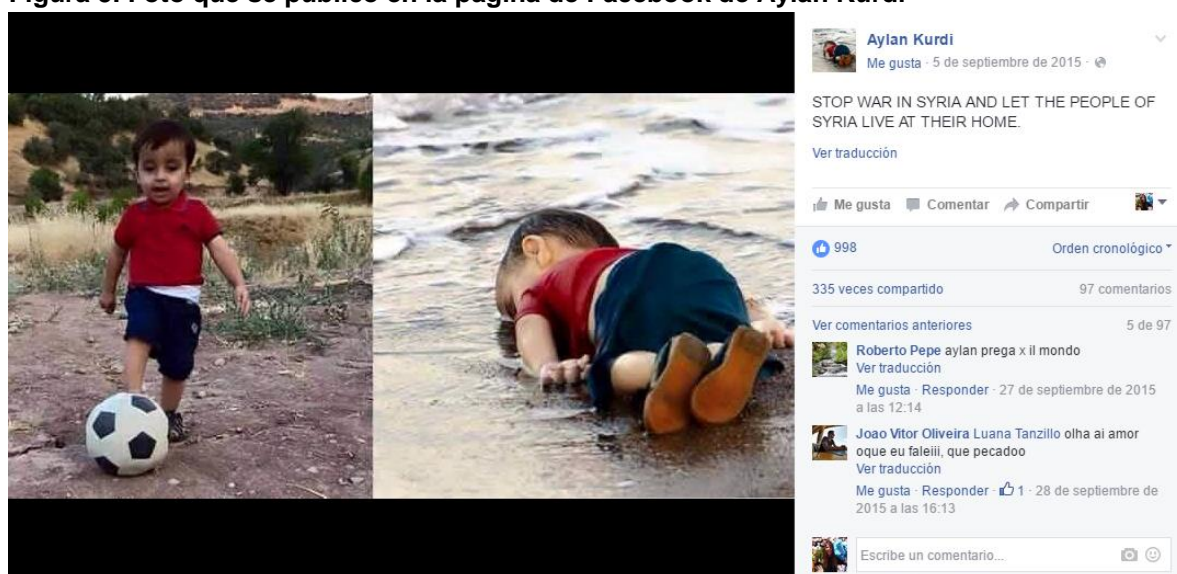 Figura 3. Foto que se publicó en la página de Facebook de Aylan Kurdi
Aylan Kurdi
Me gusta · 5 de septiembre de 2015 ·
STOP WAR IN SYRIA AND LET THE PEOPLE OF
SYRIA LIVE AT THEIR HOME.
Ver traducción
Me gusta Comentar Compartir
998 Orden cronológico
335 veces compartido 97 comentarios
Ver comentarios anteriores 5 de 97
Roberto Pepe aylan prega x il mondo
Ver traducción
Me gusta · Responder · 27 de septiembre de 2015
a las 12:14
Joao Vitor Oliveira Luana Tanzillo olha ai amor
oque eu faleiii, que pecadoo
Ver traducción
Me gusta · Responder · 1 · 28 de septiembre de
2015 a las 16:13
Escribe un comentario...